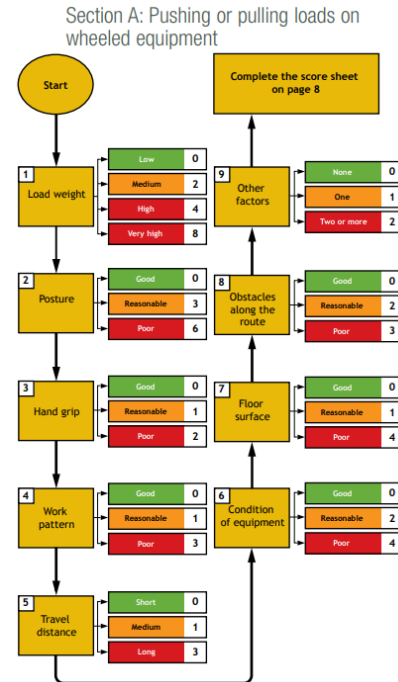 Section A: Pushing or pulling loads on
wheeled equipment
Start
1
Load weight
Low 0
Medium 2
High 4
Very high 8
2
Posture
Good 0
Reasonable 3
Poor 6
3
Hand grip
Good 0
Reasonable 1
Poor 2
4
Work
pattern
Good 0
Reasonable 1
Poor 3
5
Travel
distance
Short 0
Medium 1
Long 3
6
Condition
of equipment
Good 0
Reasonable 2
Poor 4
7
Floor
surface
Good 0
Reasonable 1
Poor 4
8
Obstacles
along the
route
Good 0
Reasonable 2
Poor 3
9
Other
factors
None 0
One 1
Two or more 2
Complete the score sheet
on page 8